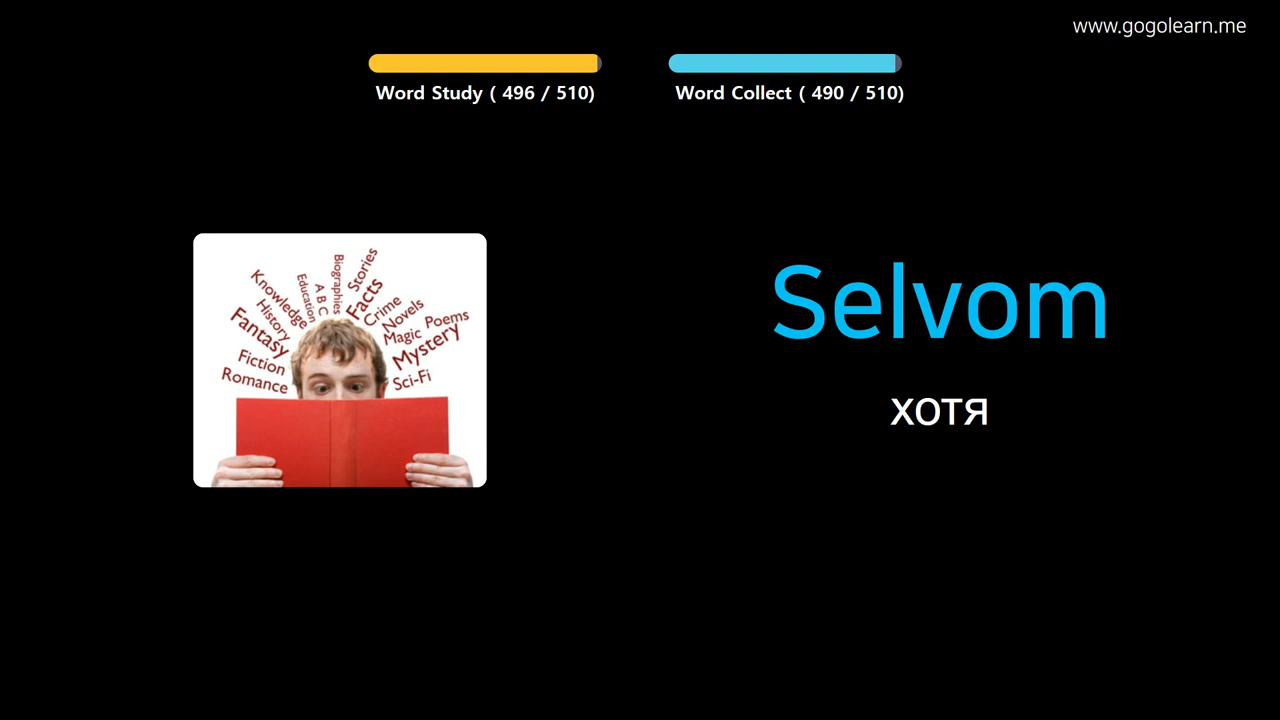 www.gogolearn.me
Word Study ( 496 / 510)
Word Collect ( 490 / 510)
Knowledge
History
Fantasy
Fiction
Romance
Education
A B C
Biographies
Stories
Facts
Crime
Novels
Magic
Poems
Mystery
Sci-Fi
Selvom
хотя